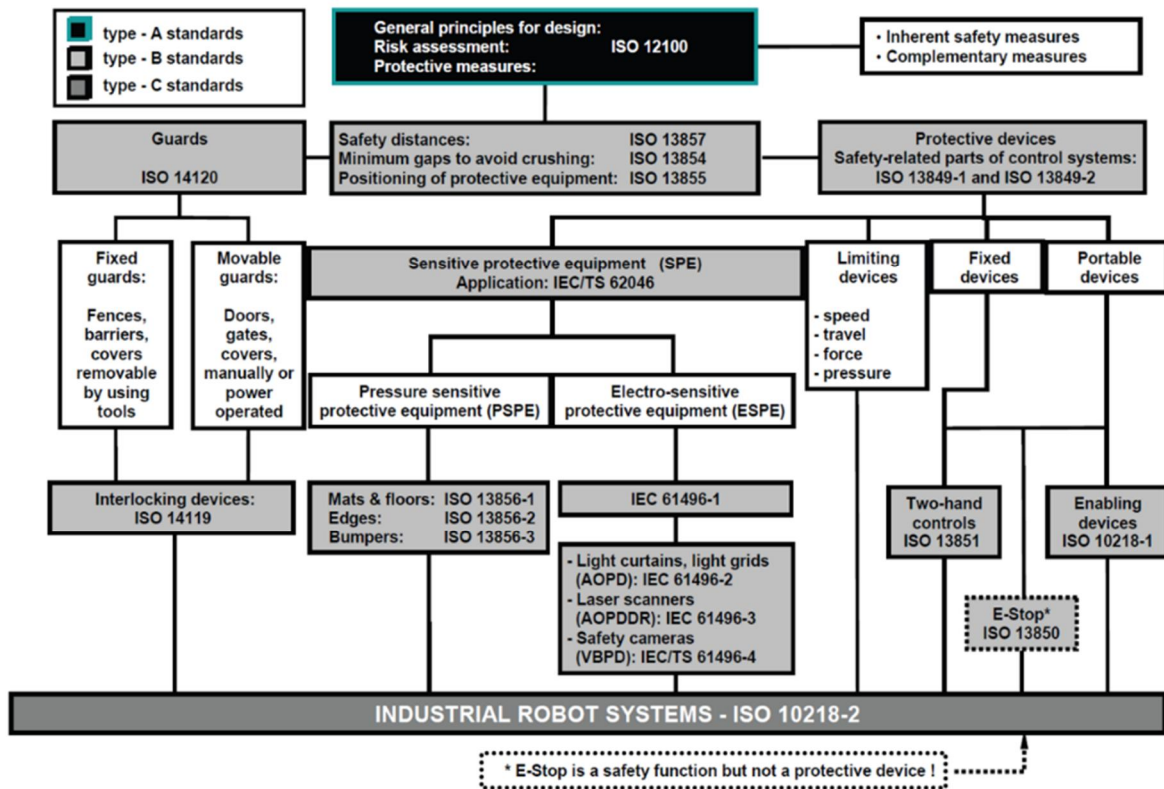 type - A standards
type - B standards
type - C standards
General principles for design:
Risk assessment: ISO 12100
Protective measures:
• Inherent safety measures
• Complementary measures
Guards
ISO 14120
Safety distances: ISO 13857
Minimum gaps to avoid crushing: ISO 13854
Positioning of protective equipment: ISO 13855
Protective devices
Safety-related parts of control systems:
ISO 13849-1 and ISO 13849-2
Fixed
guards:
Fences,
barriers,
covers
removable
by using
tools
Movable
guards:
Doors,
gates,
covers,
manually or
power
operated
Sensitive protective equipment (SPE)
Application: IEC/TS 62046
Limiting
devices
- speed
- travel
- force
- pressure
Fixed
devices
Portable
devices
Pressure sensitive
protective equipment (PSPE)
Electro-sensitive
protective equipment (ESPE)
Interlocking devices:
ISO 14119
Mats & floors: ISO 13856-1
Edges: ISO 13856-2
Bumpers: ISO 13856-3
IEC 61496-1
- Light curtains, light grids
(AOPD): IEC 61496-2
- Laser scanners
(AOPDDR): IEC 61496-3
- Safety cameras
(VBPD): IEC/TS 61496-4
Two-hand
controls
ISO 13851
Enabling
devices
ISO 10218-1
E-Stop*
ISO 13850
INDUSTRIAL ROBOT SYSTEMS - ISO 10218-2
* E-Stop is a safety function but not a protective device !